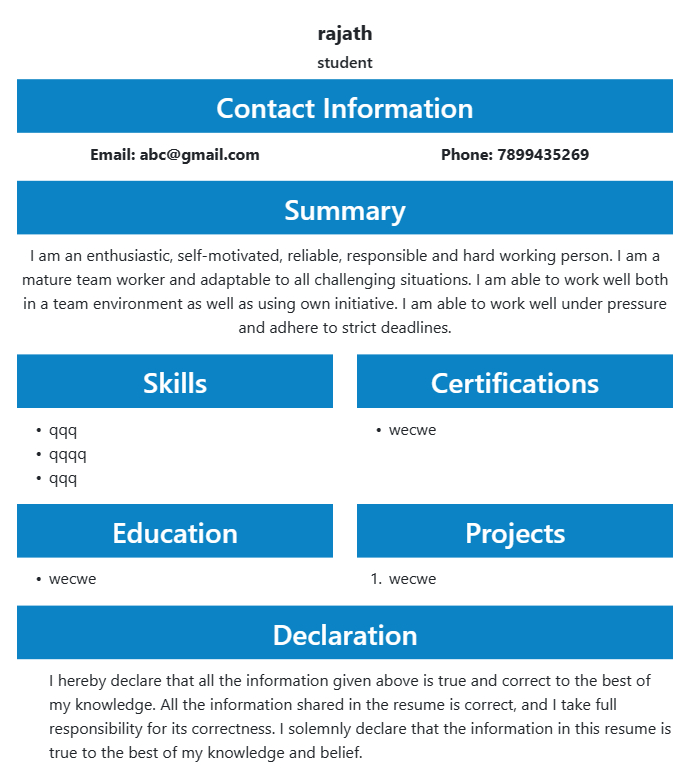 rajath
student
Contact Information
Email: abc@gmail.com
Phone: 7899435269
Summary
I am an enthusiastic, self-motivated, reliable, responsible and hard working person. I am a
mature team worker and adaptable to all challenging situations. I am able to work well both
in a team environment as well as using own initiative. I am able to work well under pressure
and adhere to strict deadlines.
Skills
• qqq
• qqqq
• qqq
Certifications
• wecwe
Education
• wecwe
Projects
1. wecwe
Declaration
I hereby declare that all the information given above is true and correct to the best of
my knowledge. All the information shared in the resume is correct, and I take full
responsibility for its correctness. I solemnly declare that the information in this resume is
true to the best of my knowledge and belief.